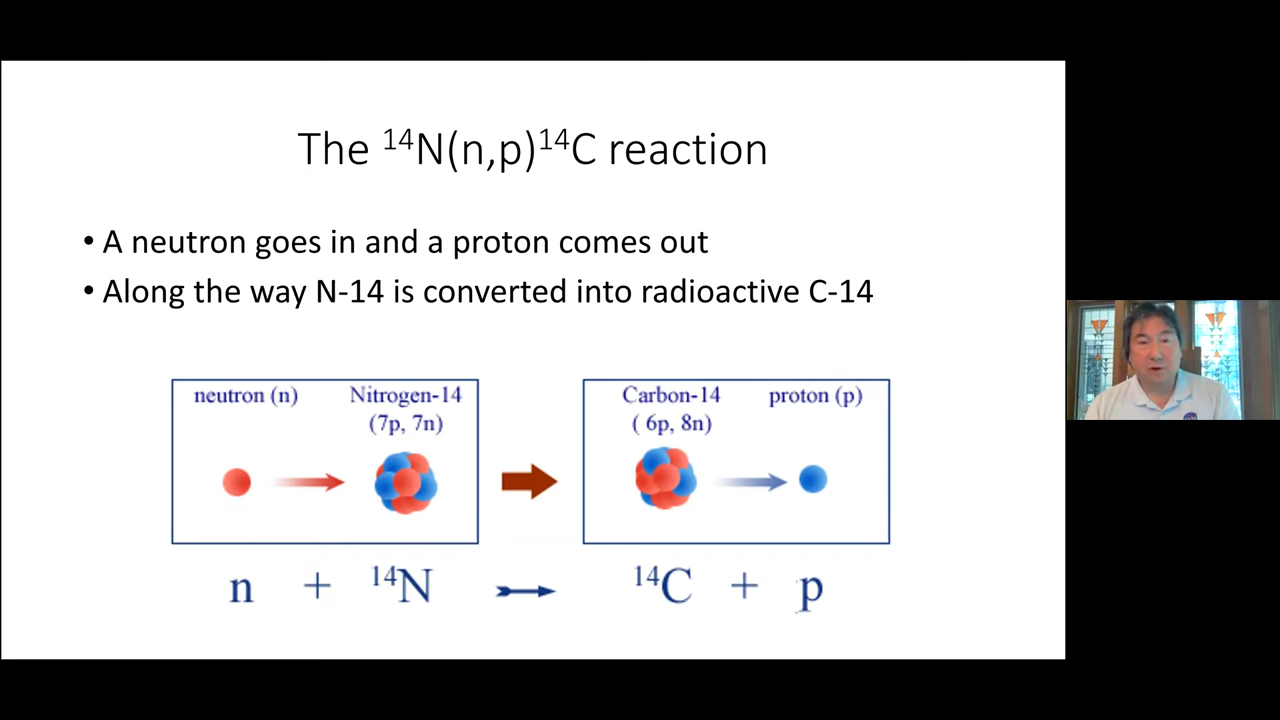 The ¹⁴N(n,p)¹⁴C reaction
• A neutron goes in and a proton comes out
• Along the way N-14 is converted into radioactive C-14
neutron (n) Nitrogen-14
(7p, 7n)
Carbon-14 proton (p)
( 6p, 8n)
n + ¹⁴N → ¹⁴C + p